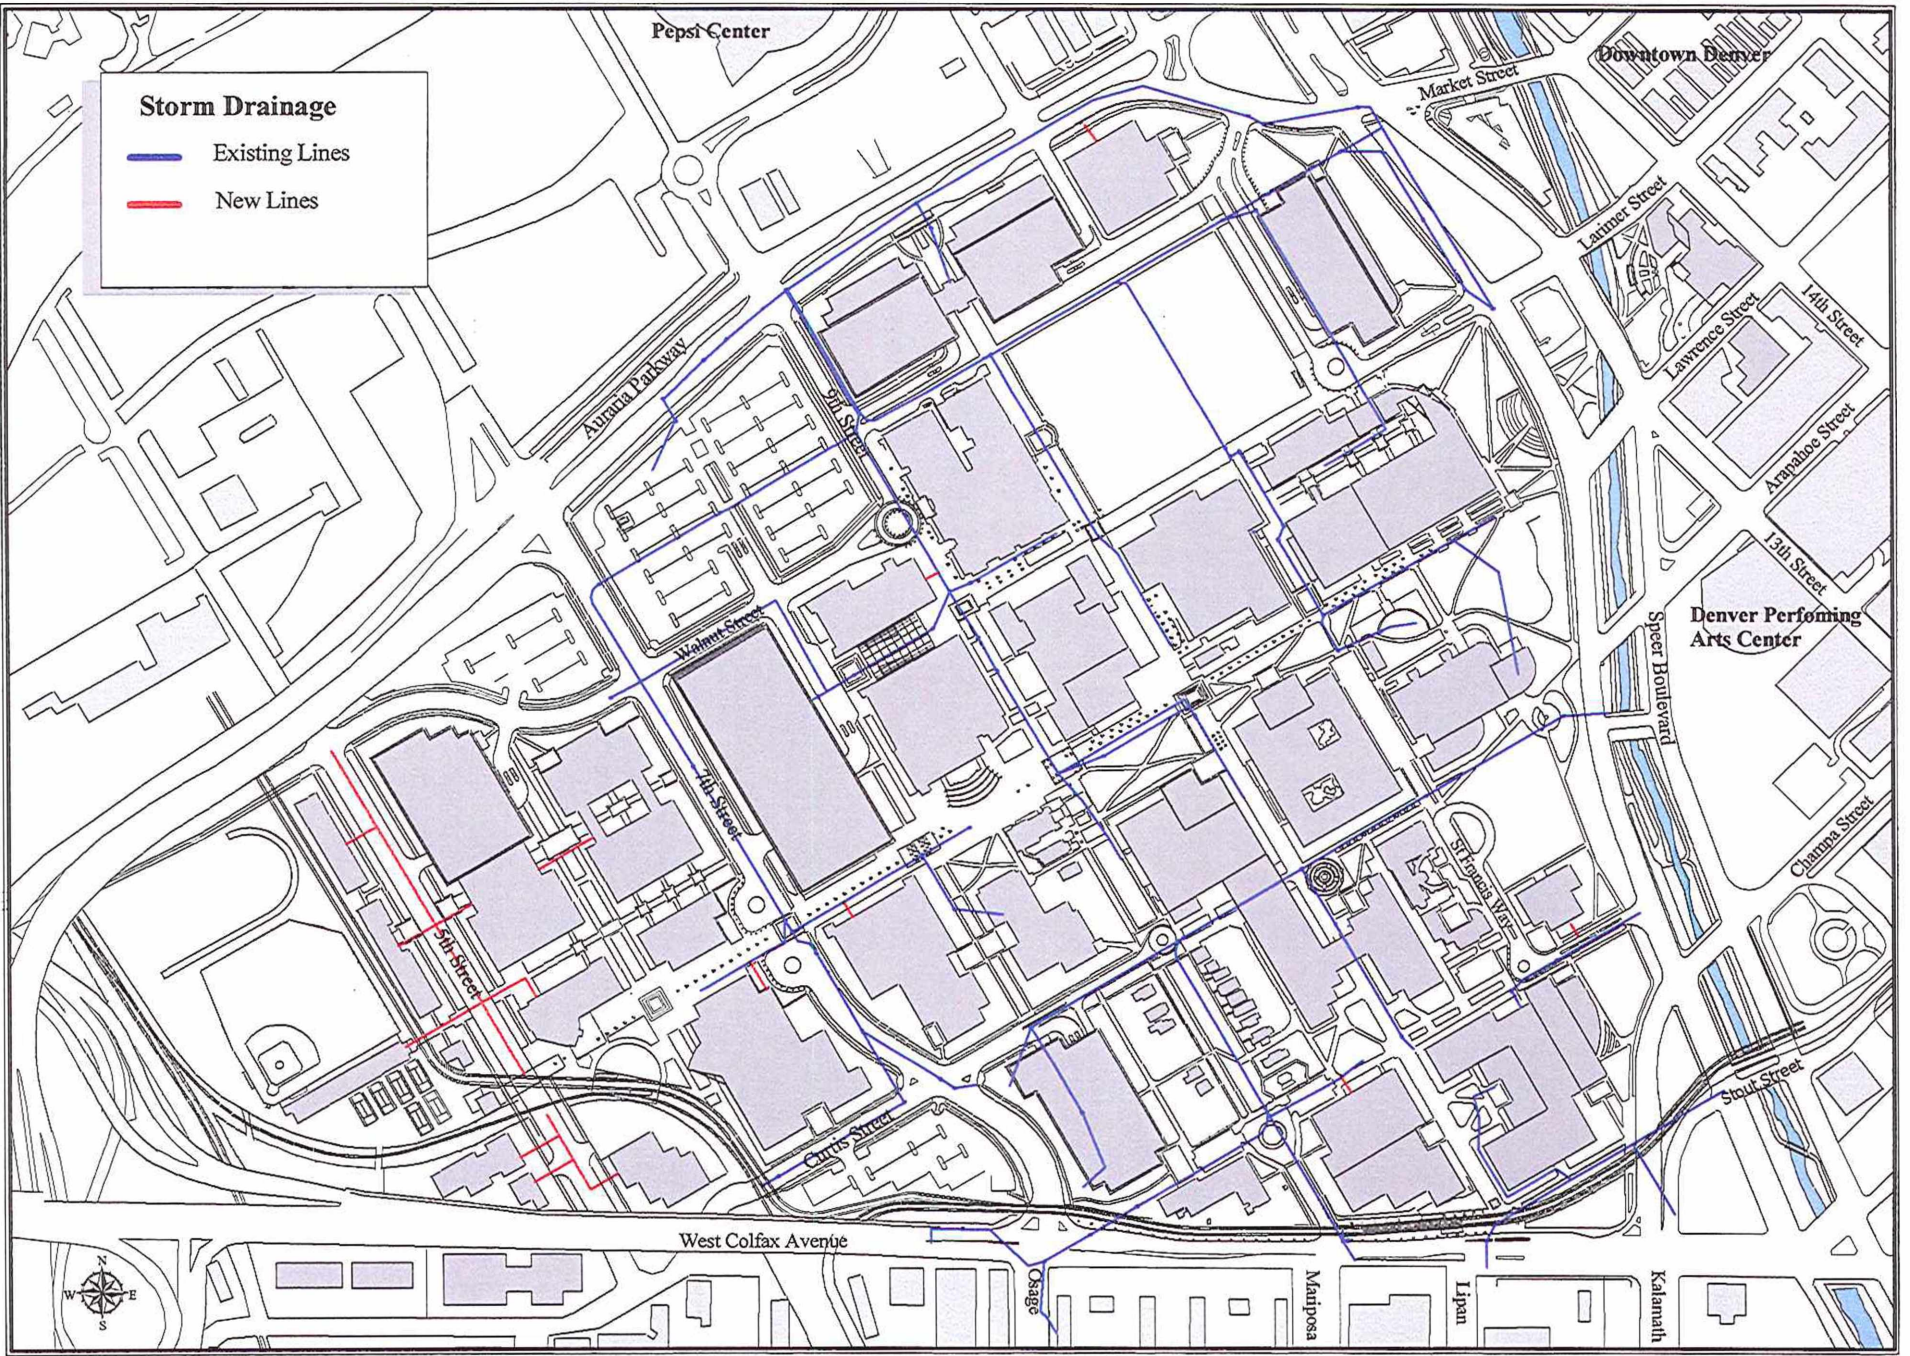 Pepsi Center
Downtown Denver
Market Street
Storm Drainage
Existing Lines
New Lines
Larimer Street
14th Street
Lawrence Street
Auraria Parkway
9th Street
Arapahoe Street
13th Street
Denver Perfoming
Arts Center
Speer Boulevard
Walnut Street
7th Street
Champa Street
St Francis Way
5th Street
Stout Street
Curtis Street
West Colfax Avenue
Osage
Mariposa
Lipan
Kalamath
N
W
E
S